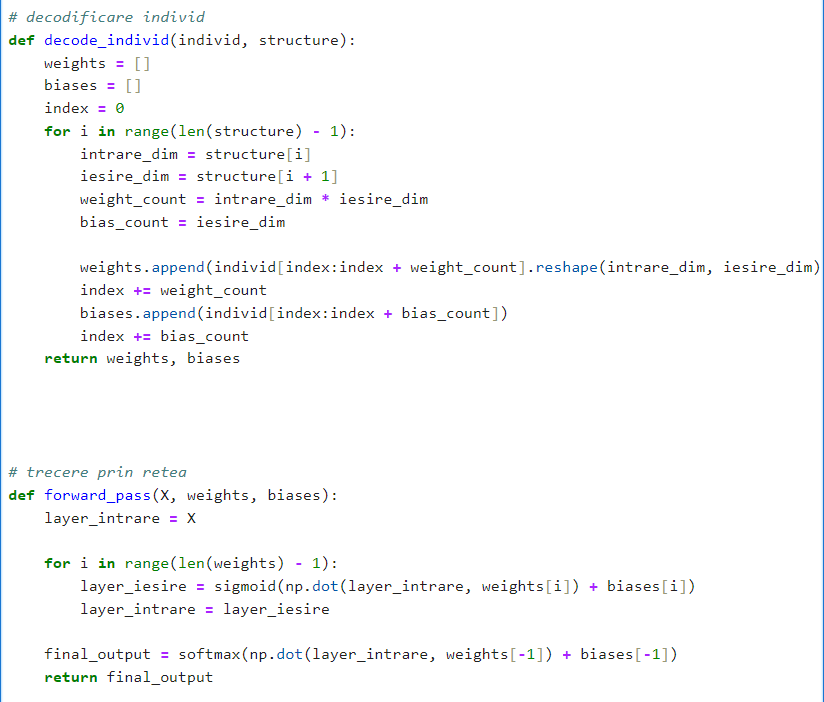 # decodificare individ
def decode_individ(individ, structure):
    weights = []
    biases = []
    index = 0
    for i in range(len(structure) - 1):
        intrare_dim = structure[i]
        iesire_dim = structure[i + 1]
        weight_count = intrare_dim * iesire_dim
        bias_count = iesire_dim

        weights.append(individ[index:index + weight_count].reshape(intrare_dim, iesire_dim)
        index += weight_count
        biases.append(individ[index:index + bias_count])
        index += bias_count
    return weights, biases

# trecere prin retea
def forward_pass(X, weights, biases):
    layer_intrare = X

    for i in range(len(weights) - 1):
        layer_iesire = sigmoid(np.dot(layer_intrare, weights[i]) + biases[i])
        layer_intrare = layer_iesire

    final_output = softmax(np.dot(layer_intrare, weights[-1]) + biases[-1])
    return final_output